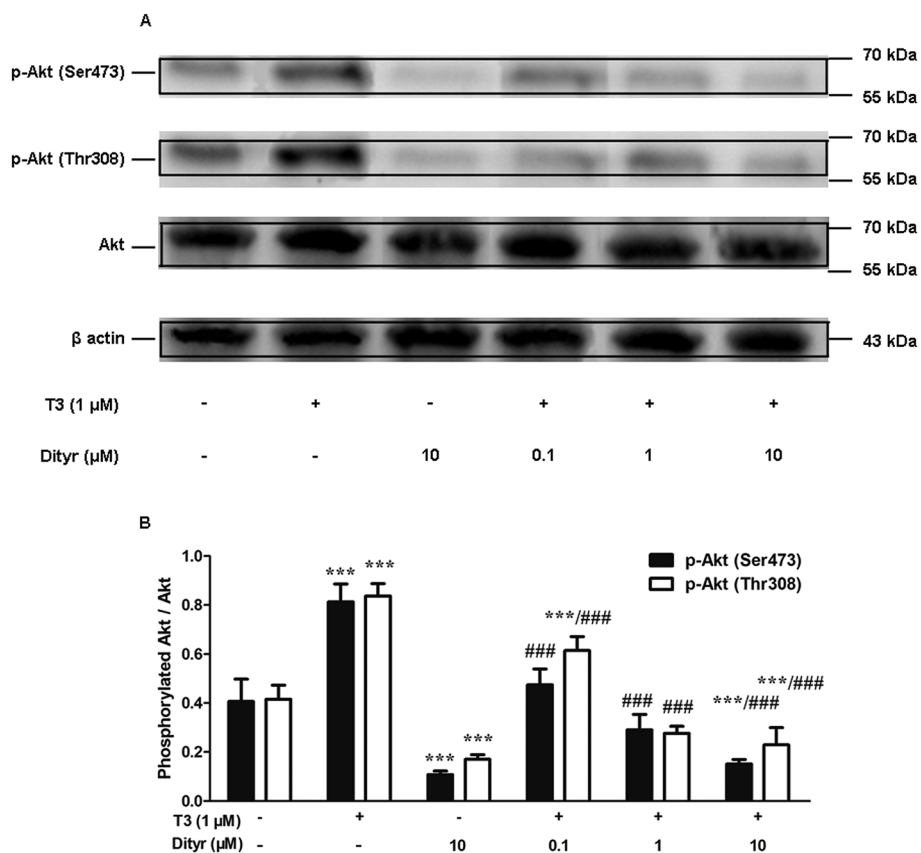 A
p-Akt (Ser473)
70 kDa
55 kDa
p-Akt (Thr308)
70 kDa
55 kDa
Akt
70 kDa
55 kDa
β actin
43 kDa
T3 (1 µM) - + - + + +
Dityr (µM) - - 10 0.1 1 10
B
Phosphorylated Akt / Akt
1.0
0.8
0.6
0.4
0.2
0.0
p-Akt (Ser473)
p-Akt (Thr308)
*** ***
*** ***
### ***/###
### ###
***/### ***/###
T3 (1 µM) - + - + + +
Dityr (µM) - - 10 0.1 1 10